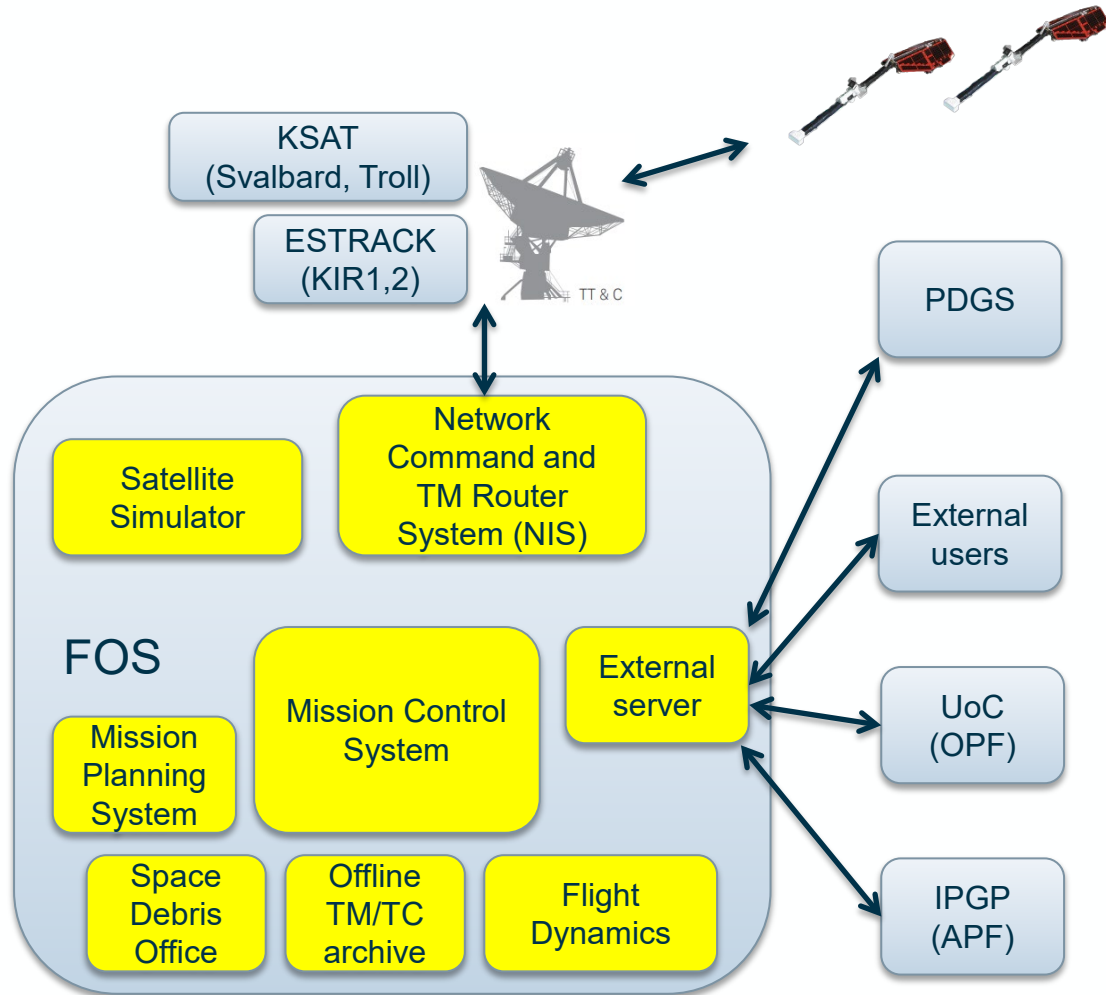 KSAT
(Svalbard, Troll)
ESTRACK
(KIR1,2)
TT & C
PDGS
Network
Command and
TM Router
System (NIS)
Satellite
Simulator
External
users
FOS
Mission Control
System
External
server
UoC
(OPF)
Mission
Planning
System
Space
Debris
Office
Offline
TM/TC
archive
Flight
Dynamics
IPGP
(APF)